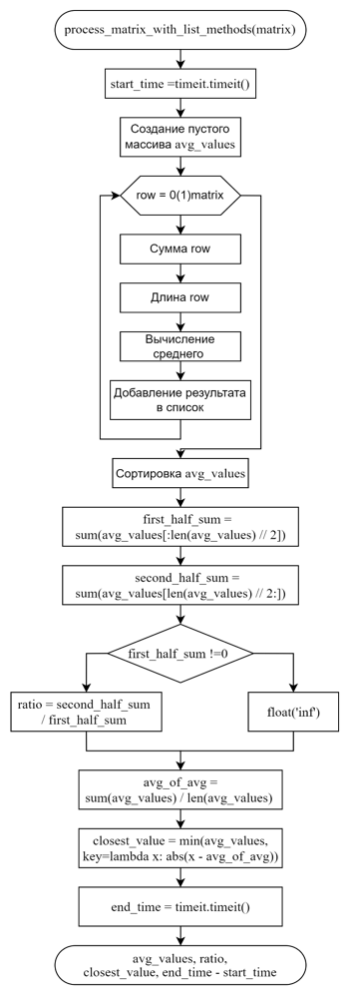 process_matrix_with_list_methods(matrix)
start_time =timeit.timeit()
Создание пустого
массива avg_values
row = 0(1)matrix
Сумма row
Длина row
Вычисление
среднего
Добавление результата
в список
Сортировка avg_values
first_half_sum =
sum(avg_values[:len(avg_values) // 2])
second_half_sum =
sum(avg_values[len(avg_values) // 2:])
first_half_sum !=0
ratio = second_half_sum
/ first_half_sum
float('inf')
avg_of_avg =
sum(avg_values) / len(avg_values)
closest_value = min(avg_values,
key=lambda x: abs(x - avg_of_avg))
end_time = timeit.timeit()
avg_values, ratio,
closest_value, end_time - start_time